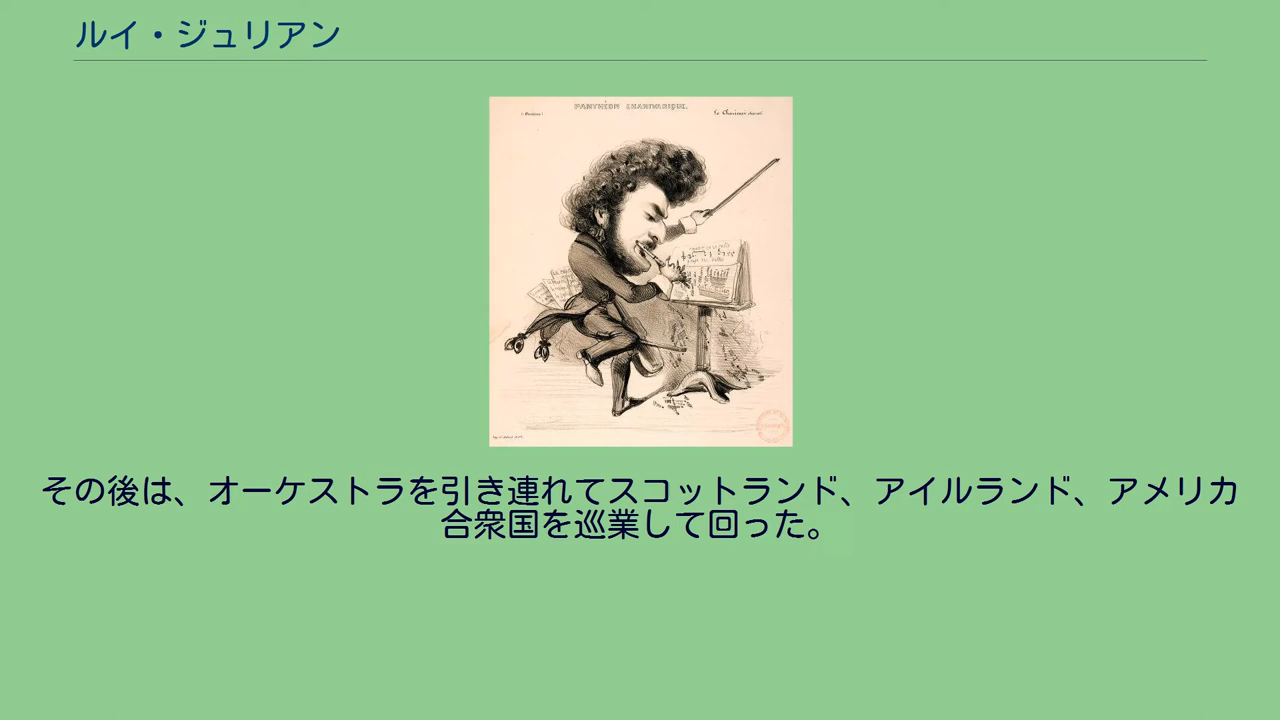 ルイ・ジュリアン
PANTHÉON CHARIVARIQUE.
その後は、オーケストラを引き連れてスコットランド、アイルランド、アメリカ
合衆国を巡業して回った。